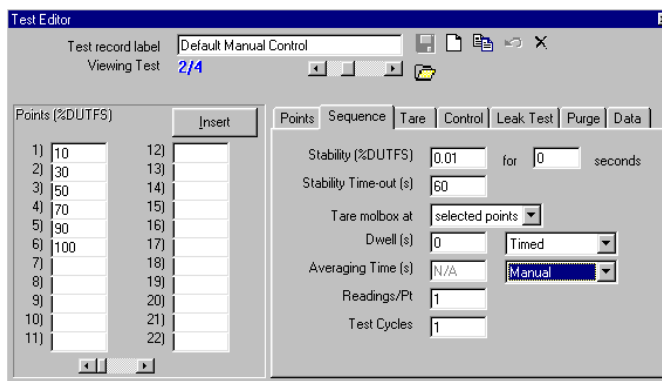 Test Editor
Test record label Default Manual Control
Viewing Test 2/4
Points (%DUTFS) Insert
1) 10 12)
2) 30 13)
3) 50 14)
4) 70 15)
5) 90 16)
6) 100 17)
7) 18)
8) 19)
9) 20)
10) 21)
11) 22)
Points Sequence Tare Control Leak Test Purge Data
Stability (%DUTFS) 0.01 for 0 seconds
Stability Time-out (s) 60
Tare molbox at selected points
Dwell (s) 0 Timed
Averaging Time (s) N/A Manual
Readings/Pt 1
Test Cycles 1